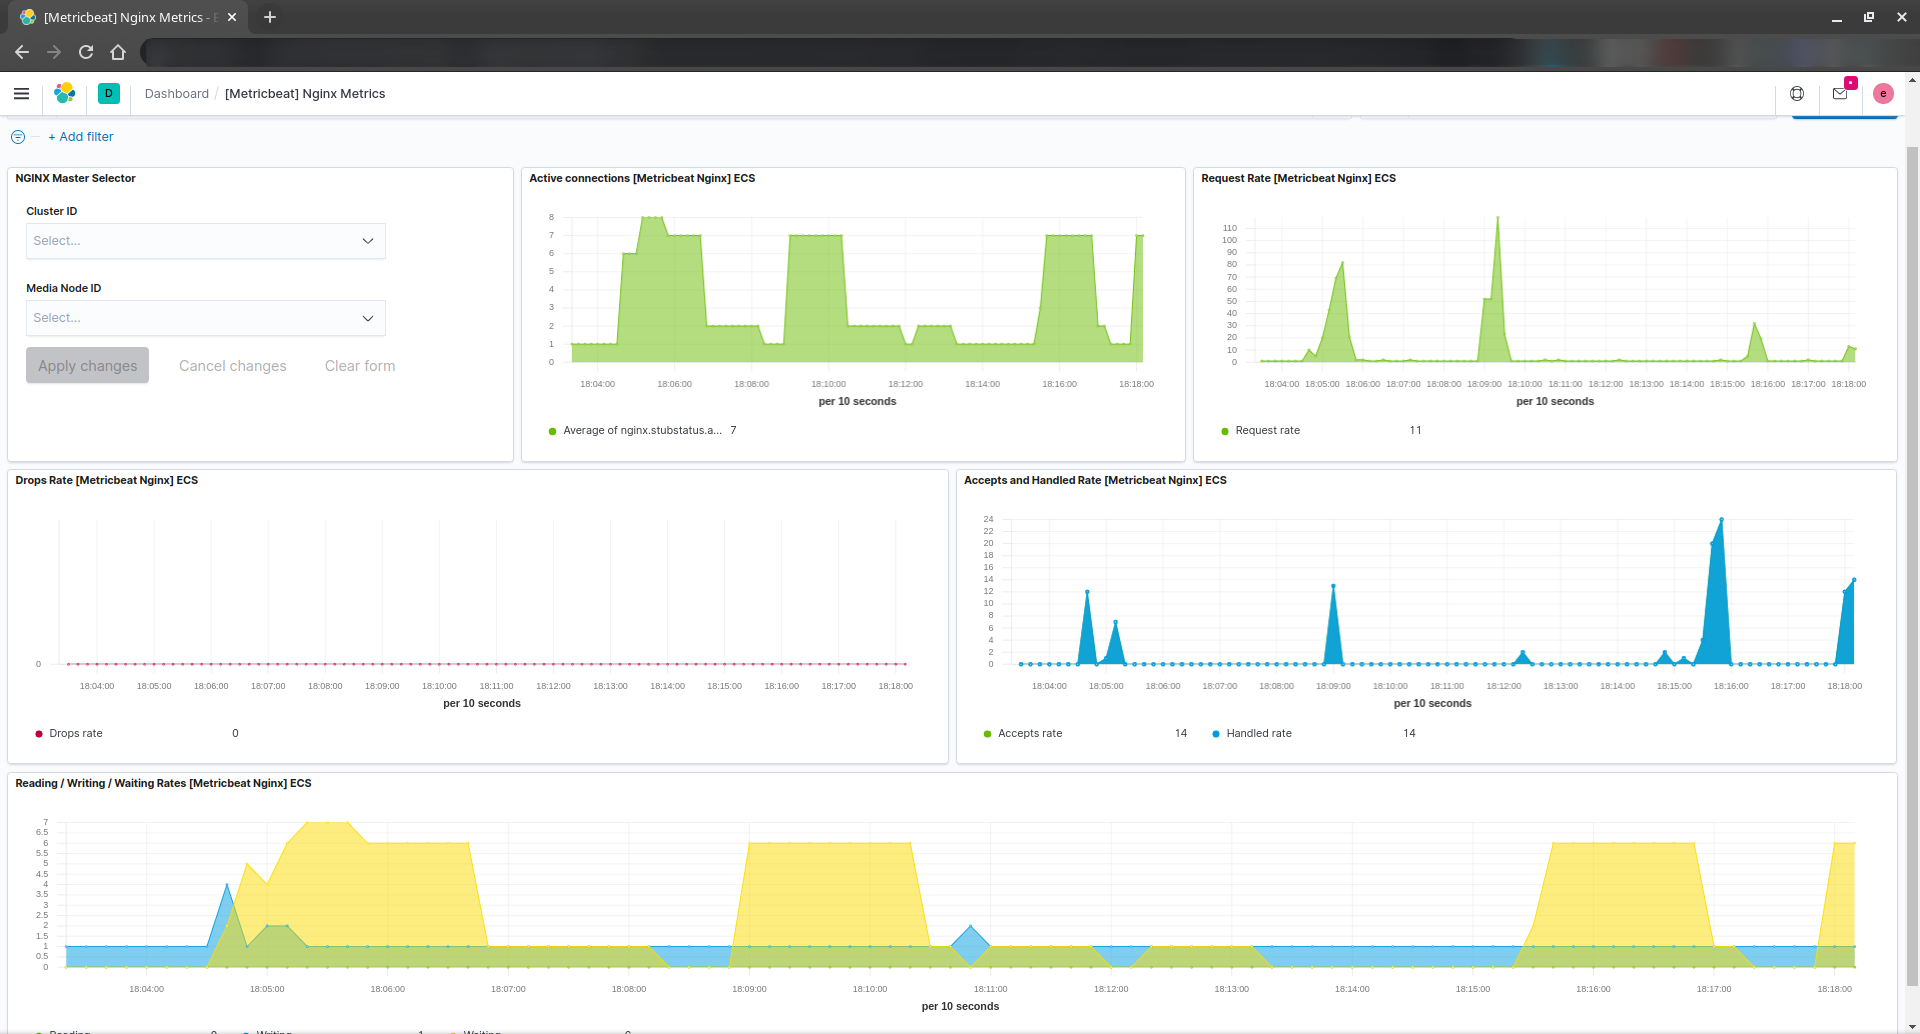 [Metricbeat] Nginx Metrics - E
D
Dashboard / [Metricbeat] Nginx Metrics
e
+ Add filter
NGINX Master Selector
Cluster ID
Select...
Media Node ID
Select...
Apply changes
Cancel changes
Clear form
Active connections [Metricbeat Nginx] ECS
8
7
6
5
4
3
2
1
0
18:04:00 18:06:00 18:08:00 18:10:00 18:12:00 18:14:00 18:16:00 18:18:00
per 10 seconds
Average of nginx.stubstatus.a... 7
Request Rate [Metricbeat Nginx] ECS
110
100
90
80
70
60
50
40
30
20
10
0
18:04:00 18:05:00 18:06:00 18:07:00 18:08:00 18:09:00 18:10:00 18:11:00 18:12:00 18:13:00 18:14:00 18:15:00 18:16:00 18:17:00 18:18:00
per 10 seconds
Request rate 11
Drops Rate [Metricbeat Nginx] ECS
0
18:04:00 18:05:00 18:06:00 18:07:00 18:08:00 18:09:00 18:10:00 18:11:00 18:12:00 18:13:00 18:14:00 18:15:00 18:16:00 18:17:00 18:18:00
per 10 seconds
Drops rate 0
Accepts and Handled Rate [Metricbeat Nginx] ECS
24
22
20
18
16
14
12
10
8
6
4
2
0
18:04:00 18:05:00 18:06:00 18:07:00 18:08:00 18:09:00 18:10:00 18:11:00 18:12:00 18:13:00 18:14:00 18:15:00 18:16:00 18:17:00 18:18:00
per 10 seconds
Accepts rate 14 Handled rate 14
Reading / Writing / Waiting Rates [Metricbeat Nginx] ECS
7
6.5
6
5.5
5
4.5
4
3.5
3
2.5
2
1.5
1
0.5
0
18:04:00 18:05:00 18:06:00 18:07:00 18:08:00 18:09:00 18:10:00 18:11:00 18:12:00 18:13:00 18:14:00 18:15:00 18:16:00 18:17:00 18:18:00
per 10 seconds
Reading Writing 1 Waiting